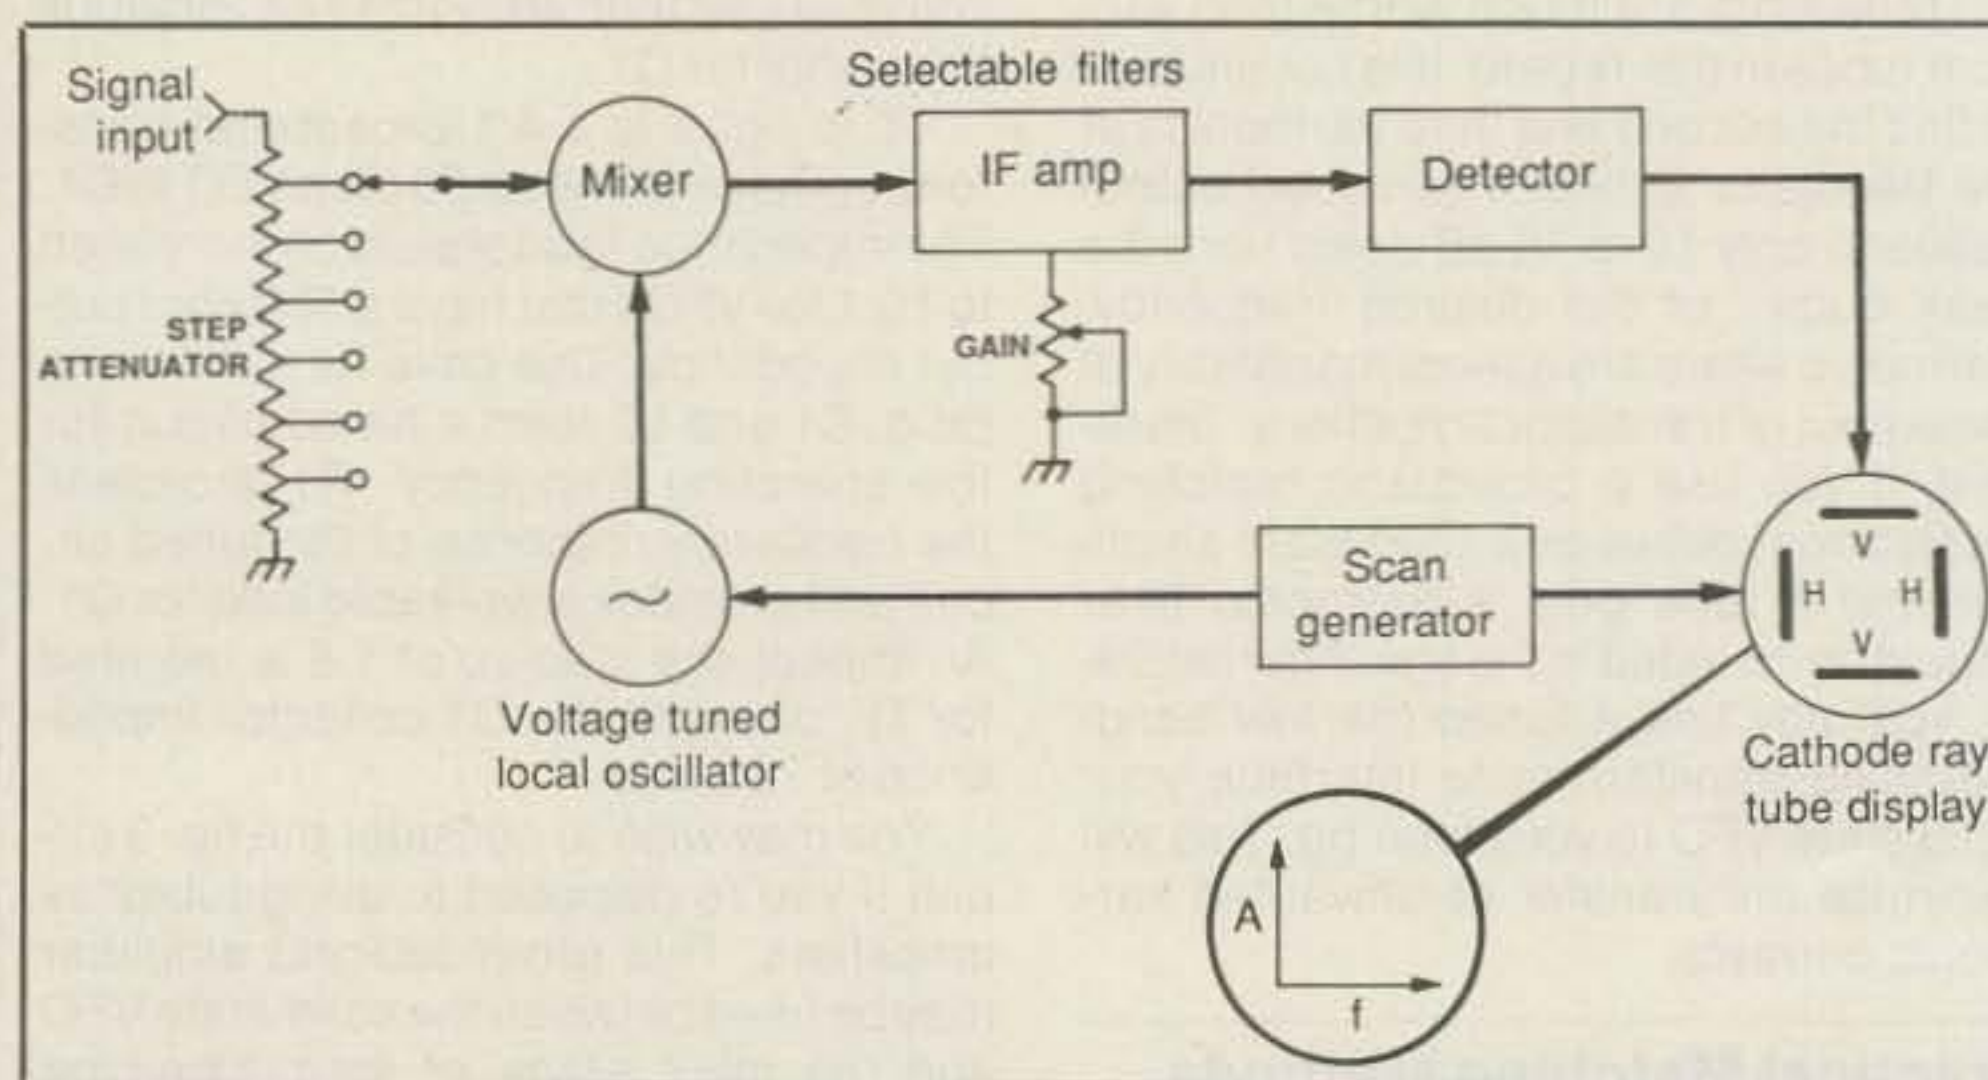 Signal
input
Selectable filters
Mixer
IF amp
Detector
STEP
ATTENUATOR
GAIN
Scan
generator
V
H H
V
Voltage tuned
local oscillator
Cathode ray
tube display
A
f